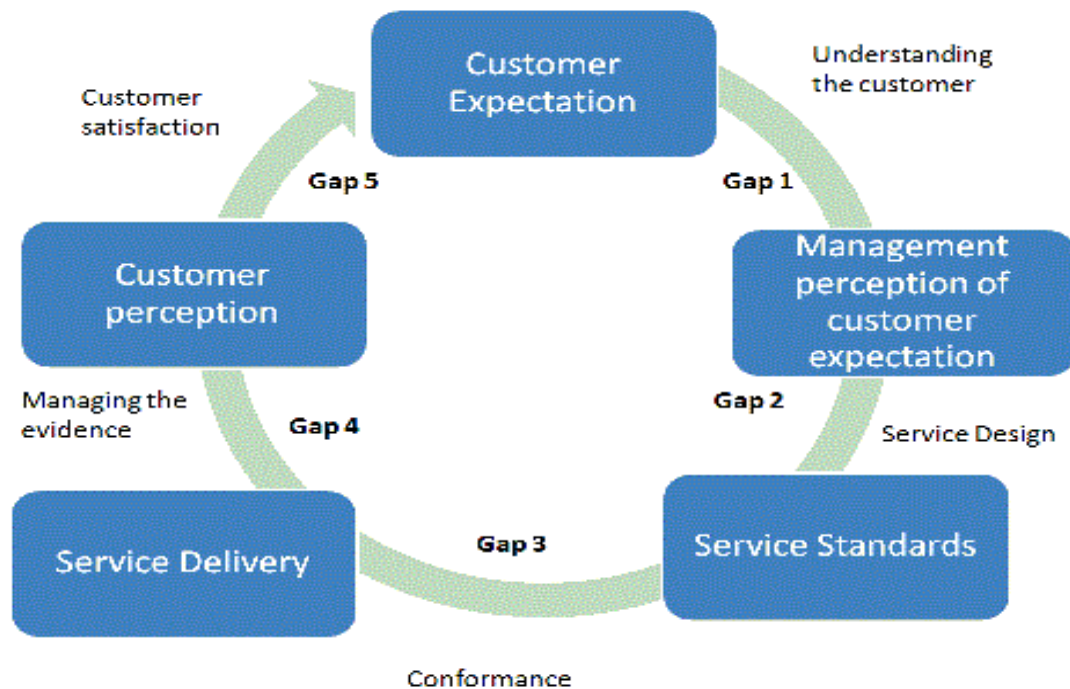 Customer
Expectation
Understanding
the customer
Customer
satisfaction
Gap 5
Gap 1
Customer
perception
Management
perception of
customer
expectation
Managing the
evidence
Gap 4
Gap 2
Service Design
Service Delivery
Gap 3
Service Standards
Conformance